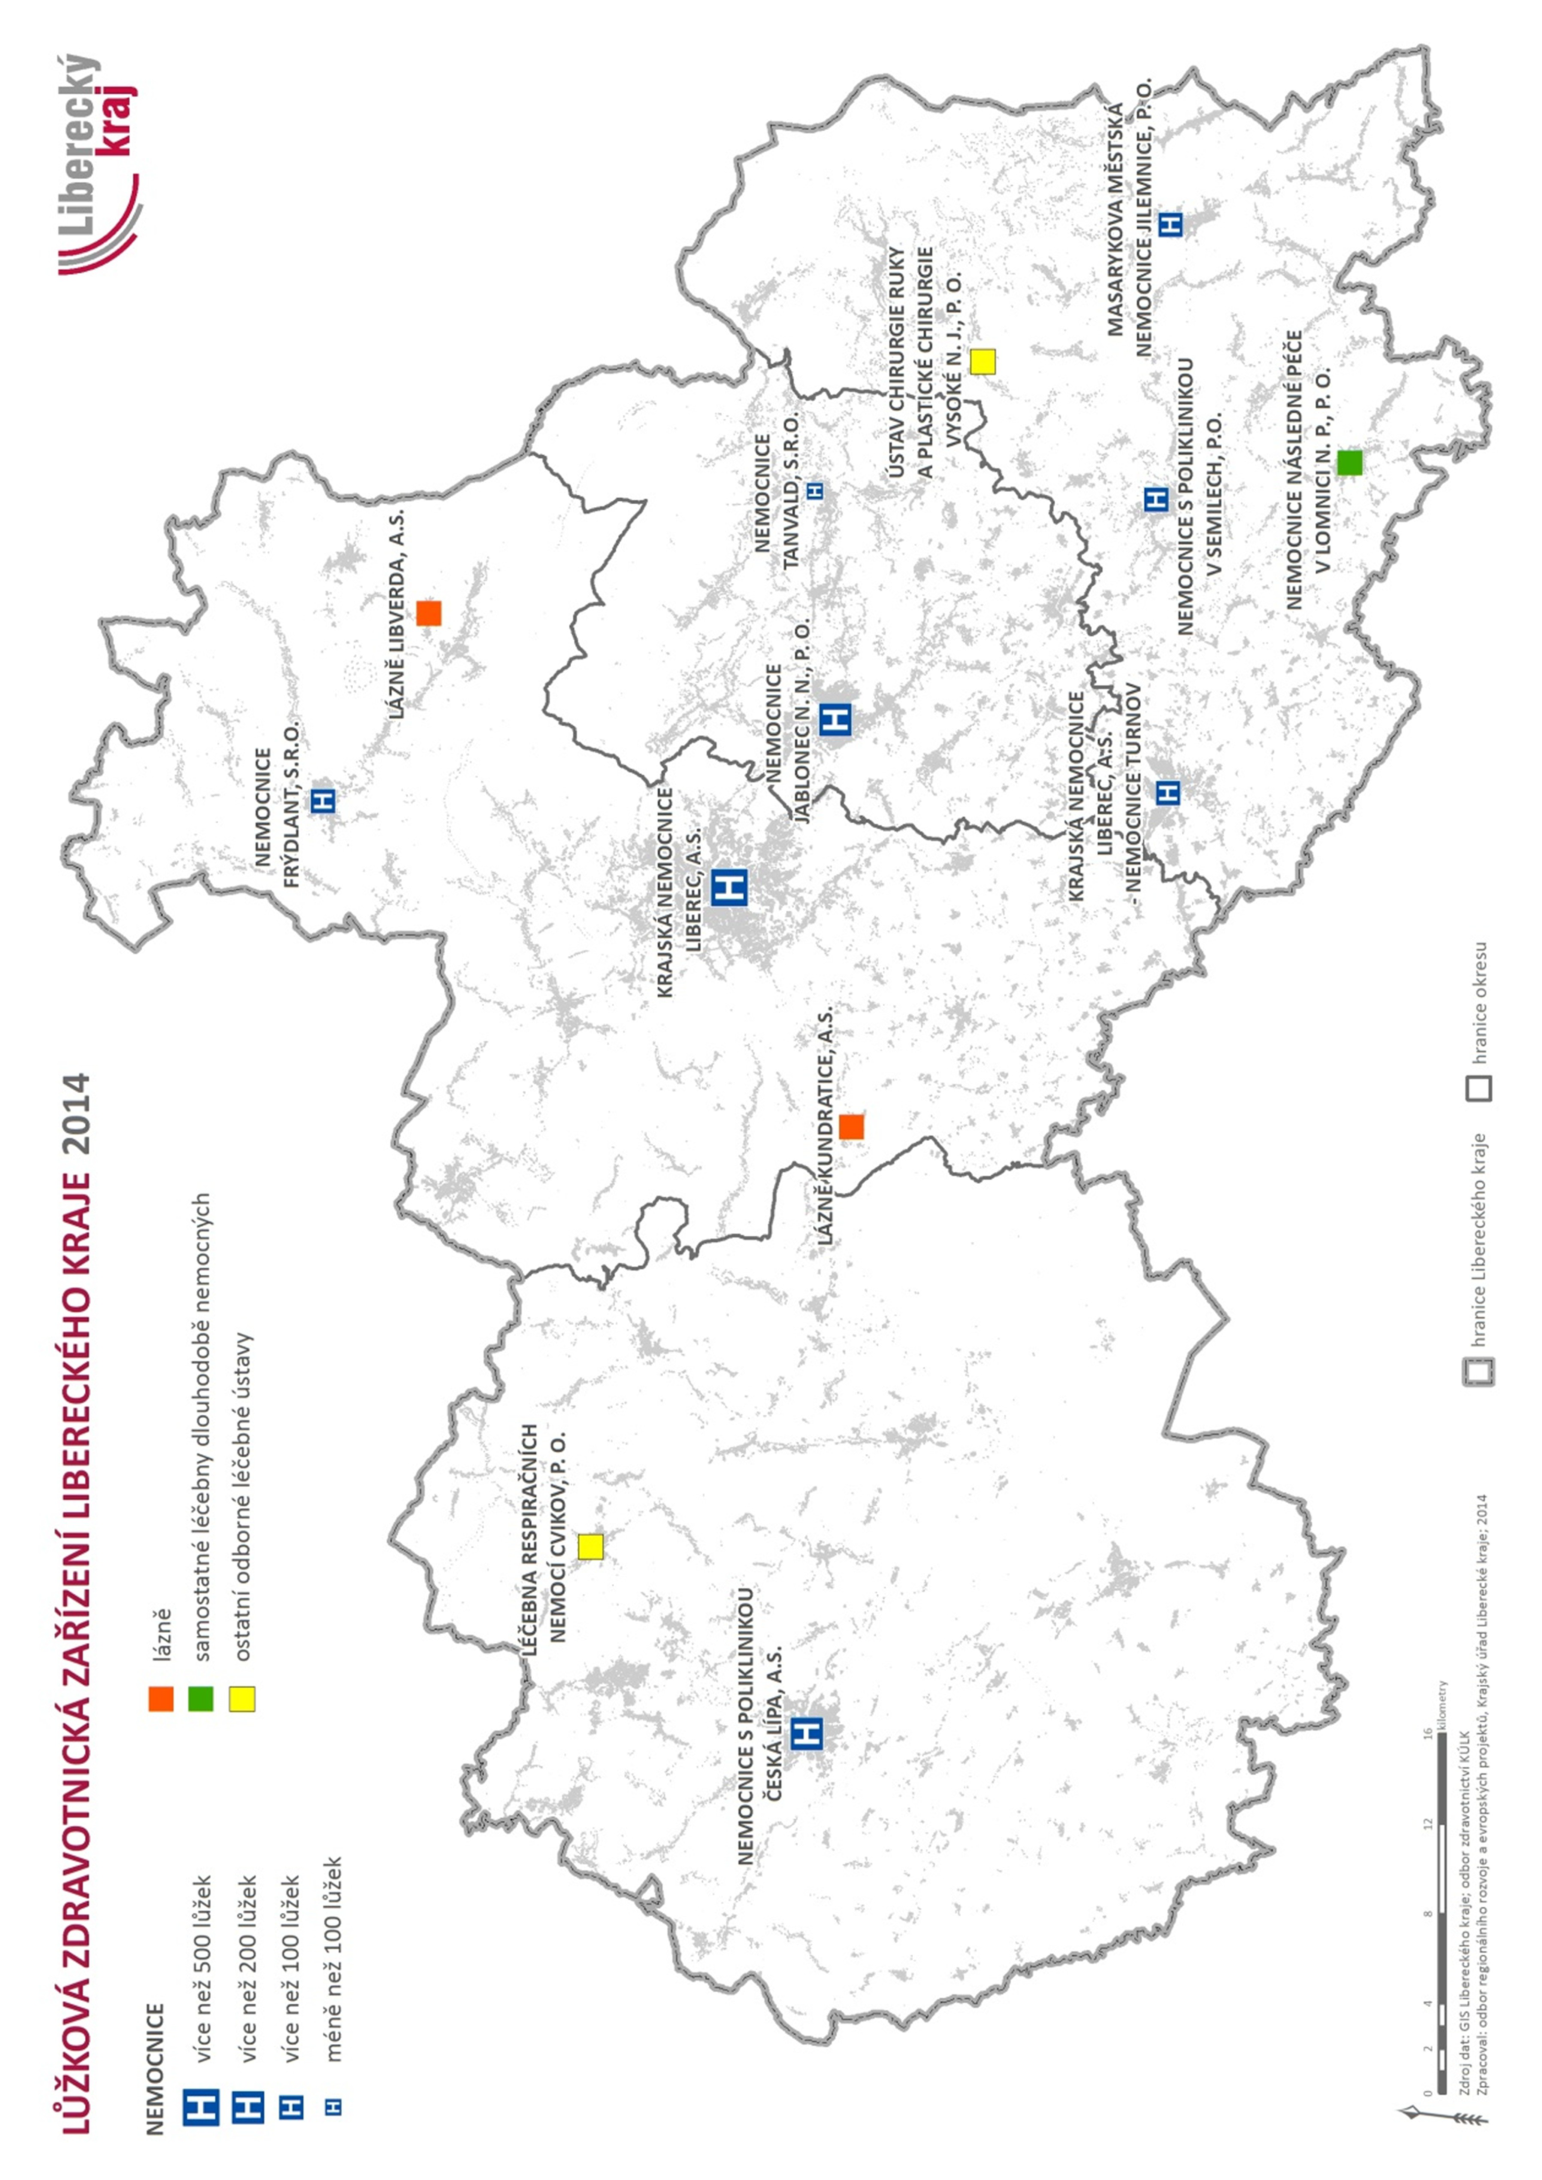 LŮŽKOVÁ ZDRAVOTNICKÁ ZAŘÍZENÍ LIBERECKÉHO KRAJE 2014
Liberecký
kraj
NEMOCNICE
více než 500 lůžek
více než 200 lůžek
více než 100 lůžek
méně než 100 lůžek
lázně
samostatné léčebny dlouhodobě nemocných
ostatní odborné léčebné ústavy
NEMOCNICE
FRÝDLANT, S.R.O.
LÁZNĚ LIBVERDA, A.S.
LÉČEBNA RESPIRAČNÍCH
NEMOCÍ CVIKOV, P. O.
KRAJSKÁ NEMOCNICE
LIBEREC, A.S.
NEMOCNICE S POLIKLINIKOU
ČESKÁ LÍPA, A.S.
NEMOCNICE
JABLONEC N. N., P. O.
NEMOCNICE
TANVALD, S.R.O.
LÁZNĚ KUNDRATICE, A.S.
ÚSTAV CHIRURGIE RUKY
A PLASTICKÉ CHIRURGIE
VYSOKÉ N. J., P. O.
KRAJSKÁ NEMOCNICE
LIBEREC, A.S.
- NEMOCNICE TURNOV
MASARYKOVA MĚSTSKÁ
NEMOCNICE JILEMNICE, P. O.
NEMOCNICE S POLIKLINIKOU
V SEMILECH, P.O.
NEMOCNICE NÁSLEDNÉ PÉČE
V LOMNICI N. P., P. O.
0 2 4 8 12 16
kilometry
Zdroj dat: GIS Libereckého kraje; odbor zdravotnictví KÚLK
Zpracoval: odbor regionálního rozvoje a evropských projektů, Krajský úřad Liberecké kraje; 2014
hranice Libereckého kraje
hranice okresu